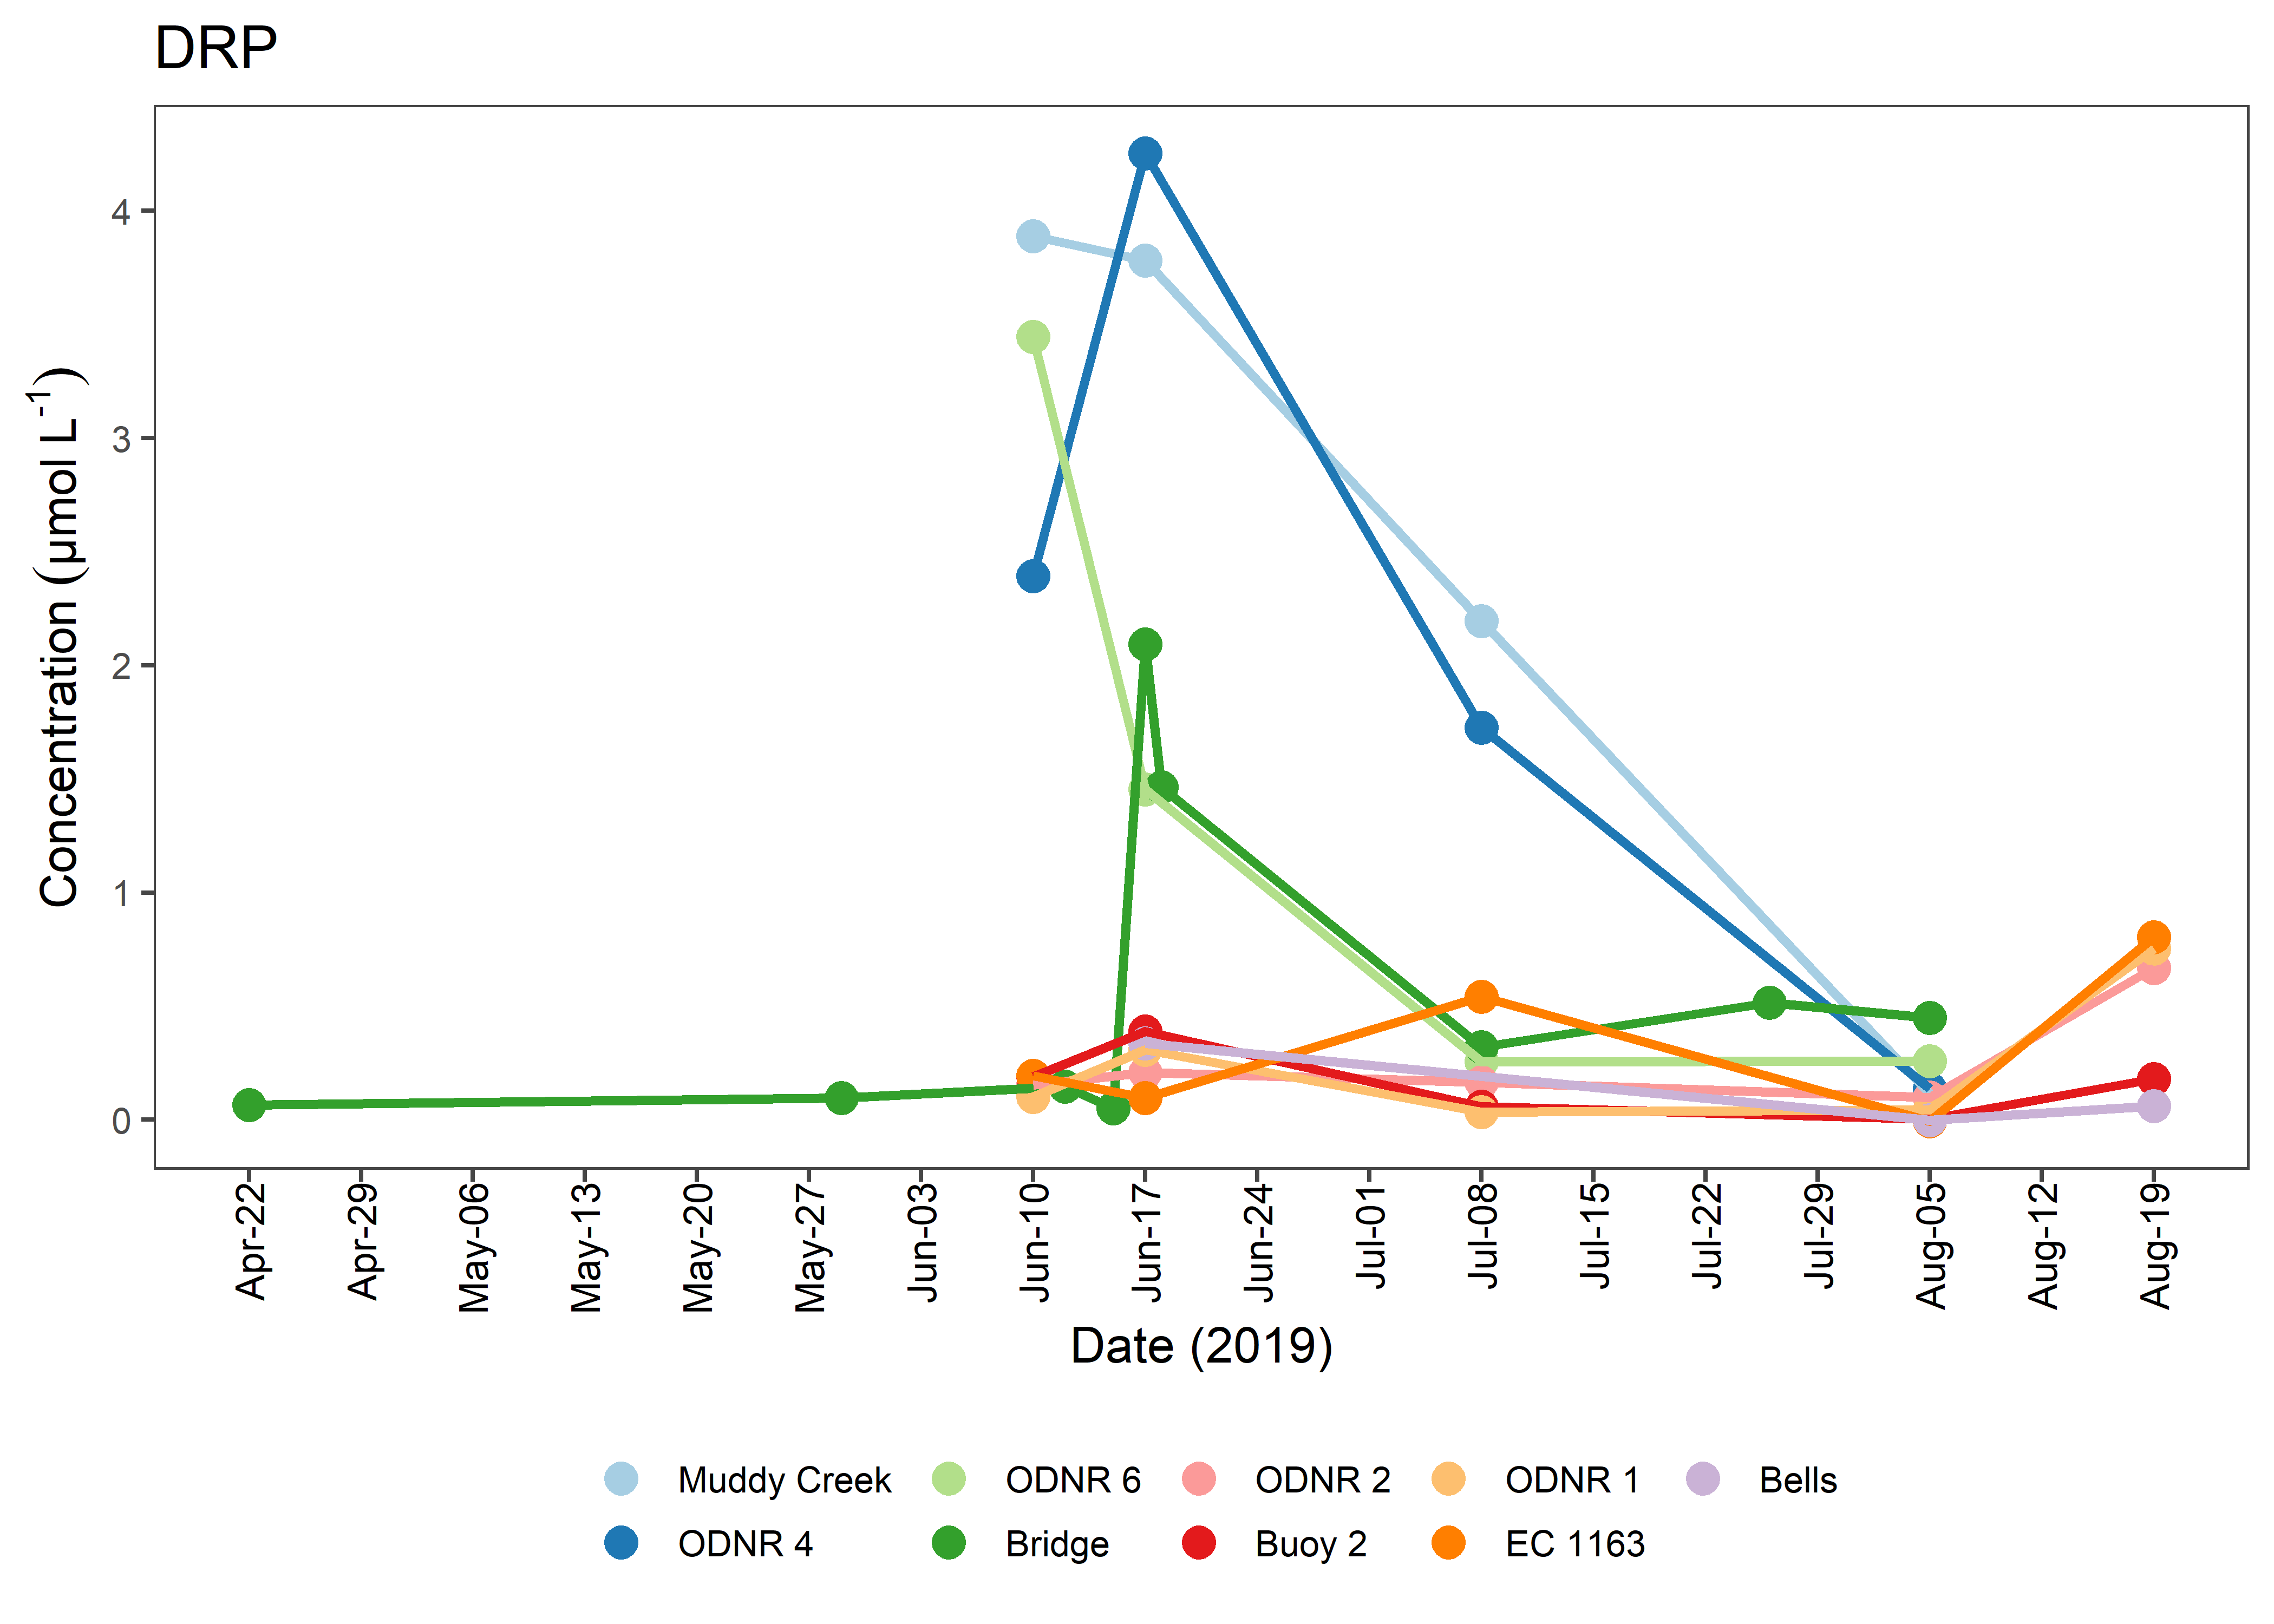 DRP
Concentration (µmol L⁻¹)
4
3
2
1
0
Apr-22
Apr-29
May-06
May-13
May-20
May-27
Jun-03
Jun-10
Jun-17
Jun-24
Jul-01
Jul-08
Jul-15
Jul-22
Jul-29
Aug-05
Aug-12
Aug-19
Date (2019)
Muddy Creek
ODNR 6
ODNR 2
ODNR 1
Bells
ODNR 4
Bridge
Buoy 2
EC 1163